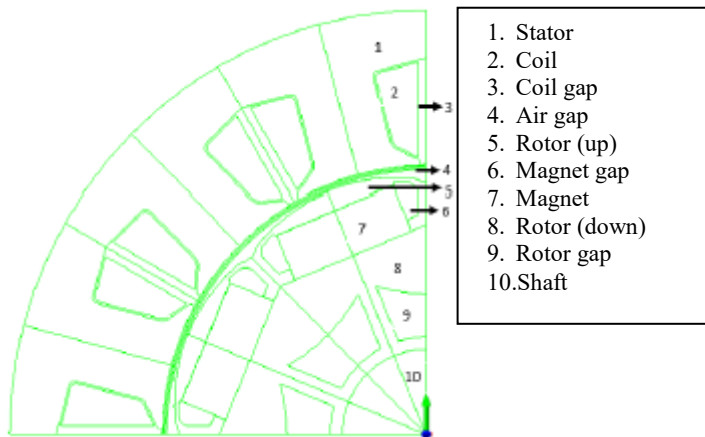 1. Stator
2. Coil
3. Coil gap
4. Air gap
5. Rotor (up)
6. Magnet gap
7. Magnet
8. Rotor (down)
9. Rotor gap
10.Shaft
1
2
3
4
5
6
7
8
9
10